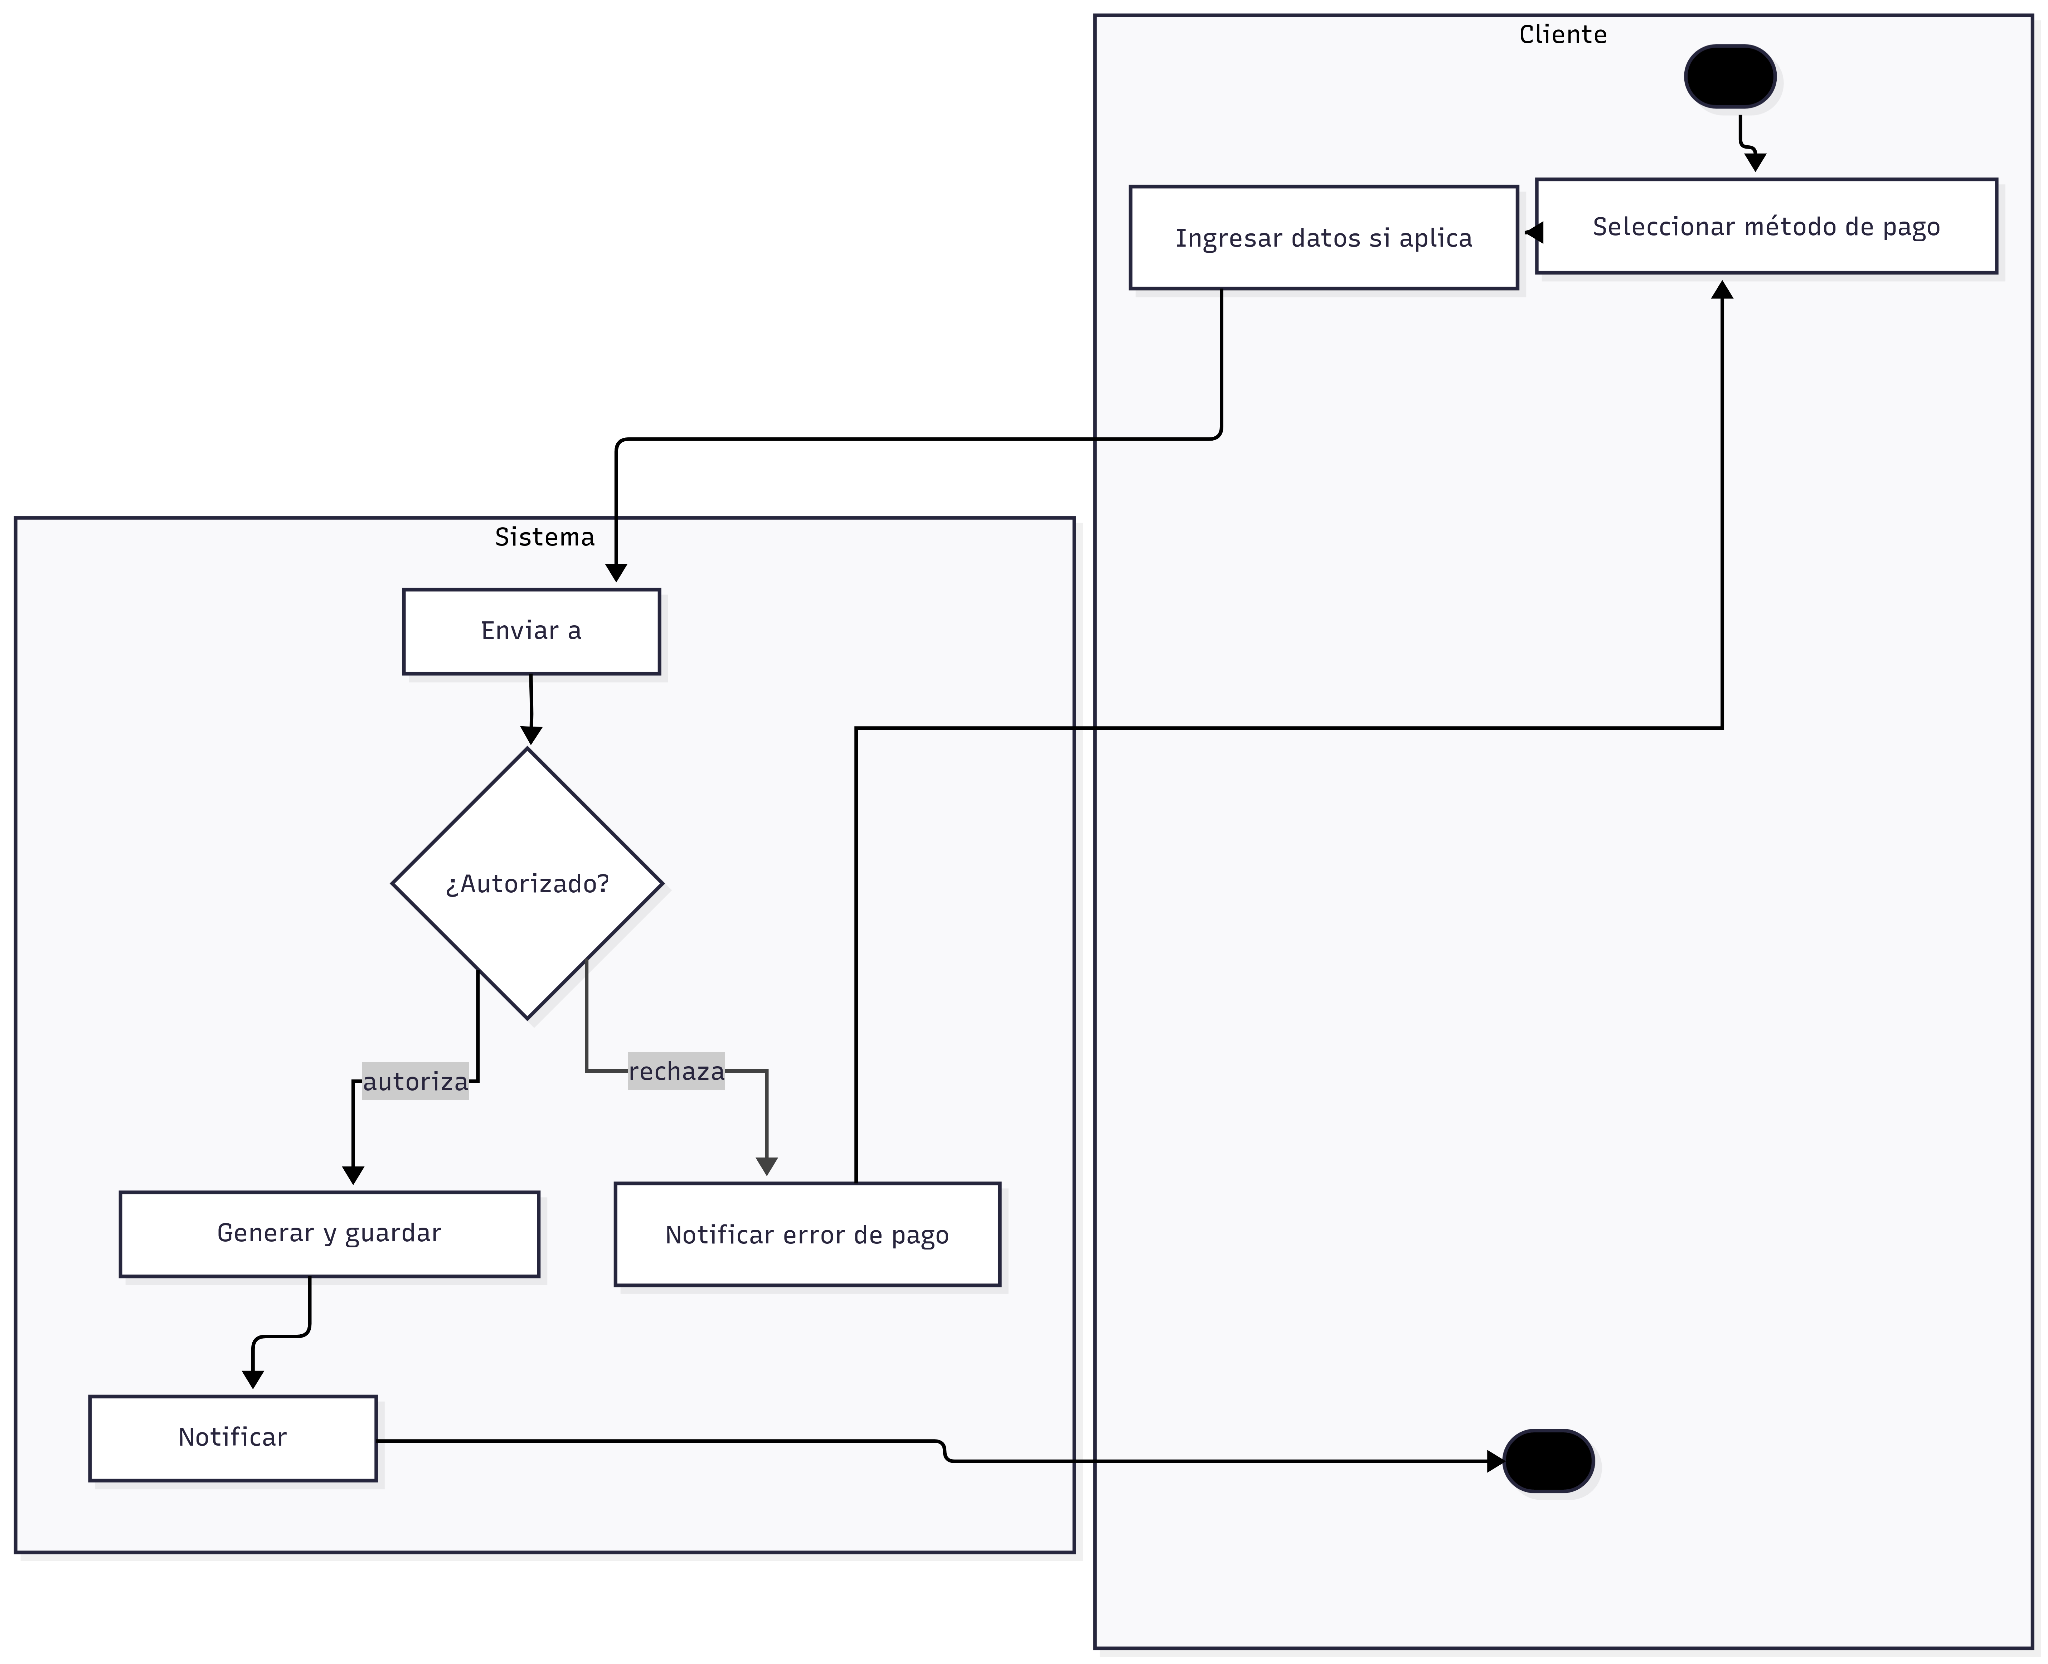 Cliente
Seleccionar método de pago
Ingresar datos si aplica
Sistema
Enviar a
¿Autorizado?
autoriza
rechaza
Generar y guardar
Notificar error de pago
Notificar